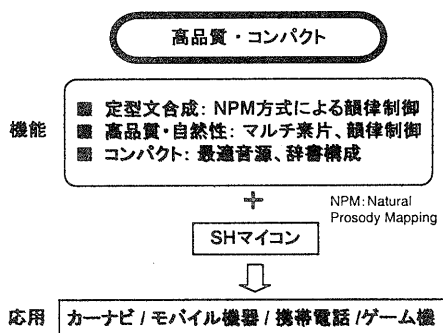 高品質・コンパクト
機能
■ 定型文合成: NPM方式による韻律制御
■ 高品質・自然性: マルチ素片、韻律制御
■ コンパクト: 最適音源、辞書構成
+
NPM: Natural
Prosody Mapping
SHマイコン
応用
カーナビ / モバイル機器 / 携帯電話 /ゲーム機